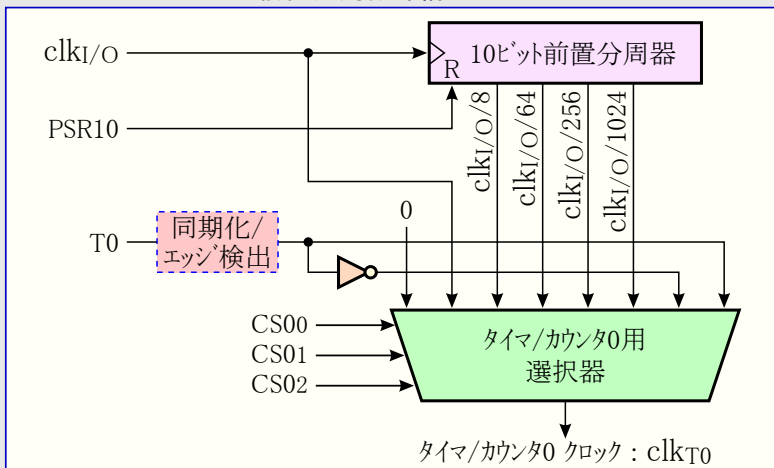 clkI/O
10ﾋﾞｯﾄ前置分周器
R
PSR10
clkI/O/8
clkI/O/64
clkI/O/256
clkI/O/1024
0
T0
同期化/
ｴｯｼﾞ検出
CS00
CS01
CS02
ﾀｲﾏ/ｶｳﾝﾀ0用
選択器
ﾀｲﾏ/ｶｳﾝﾀ0 ｸﾛｯｸ : clkT0